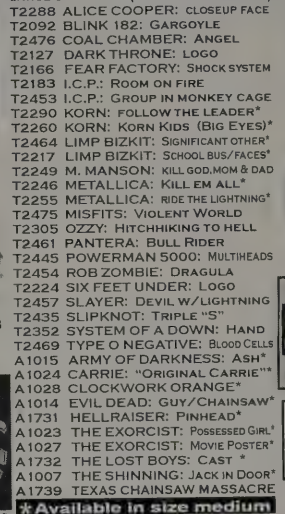 T2288 ALICE COOPER: CLOSEUP FACE
T2092 BLINK 182: GARGOYLE
T2476 COAL CHAMBER: ANGEL
T2127 DARK THRONE: LOGO
T2166 FEAR FACTORY: SHOCK SYSTEM
T2183 I.C.P.: ROOM ON FIRE
T2453 I.C.P.: GROUP IN MONKEY CAGE
T2290 KORN: FOLLOW THE LEADER*
T2260 KORN: KORN KIDS (BIG EYES)*
T2464 LIMP BIZKIT: SIGNIFICANT OTHER*
T2217 LIMP BIZKIT: SCHOOL BUS/FACES*
T2249 M. MANSON: KILL GOD,MOM & DAD
T2246 METALLICA: KILL EM ALL*
T2255 METALLICA: RIDE THE LIGHTNING*
T2475 MISFITS: VIOLENT WORLD
T2305 OZZY: HITCHHIKING TO HELL
T2461 PANTERA: BULL RIDER
T2445 POWERMAN 5000: MULTIHEADS
T2454 ROB ZOMBIE: DRAGULA
T2224 SIX FEET UNDER: LOGO
T2457 SLAYER: DEVIL W/LIGHTNING
T2435 SLIPKNOT: TRIPLE "S"
T2352 SYSTEM OF A DOWN: HAND
T2469 TYPE O NEGATIVE: BLOOD CELLS
A1015 ARMY OF DARKNESS: ASH*
A1024 CARRIE: "ORIGINAL CARRIE"*
A1028 CLOCKWORK ORANGE*
A1014 EVIL DEAD: GUY/CHAINSAW*
A1731 HELLRAISER: PINHEAD*
A1023 THE EXORCIST: POSSESSED GIRL*
A1027 THE EXORCIST: MOVIE POSTER*
A1732 THE LOST BOYS: CAST *
A1007 THE SHINNING: JACK IN DOOR*
A1739 TEXAS CHAINSAW MASSACRE
*Available in size medium